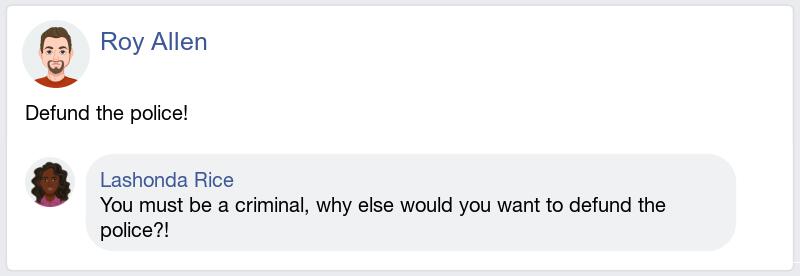 Roy Allen
Defund the police!
Lashonda Rice
You must be a criminal, why else would you want to defund the
police?!